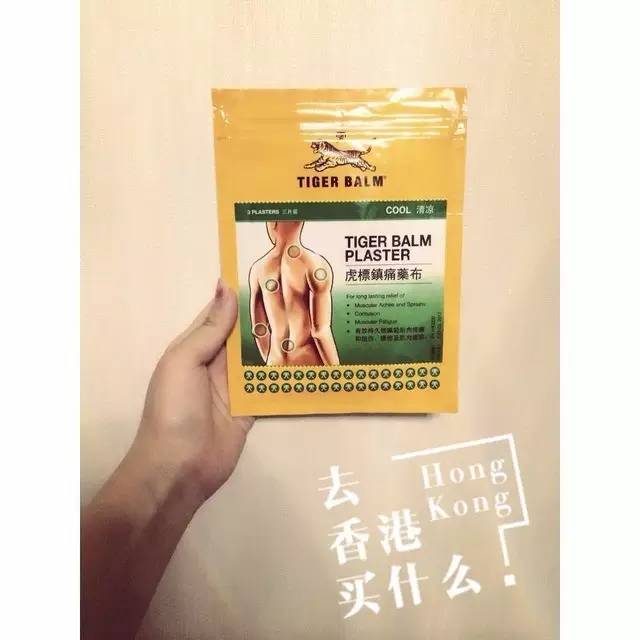 TIGER BALM®
3 PLASTERS 三片裝
COOL 清涼
TIGER BALM
PLASTER
虎標鎮痛藥布
For long lasting relief of
• Muscular Aches and Sprains
• Contusion
• Muscular Fatigue
去
香港
买什么
Hong
Kong